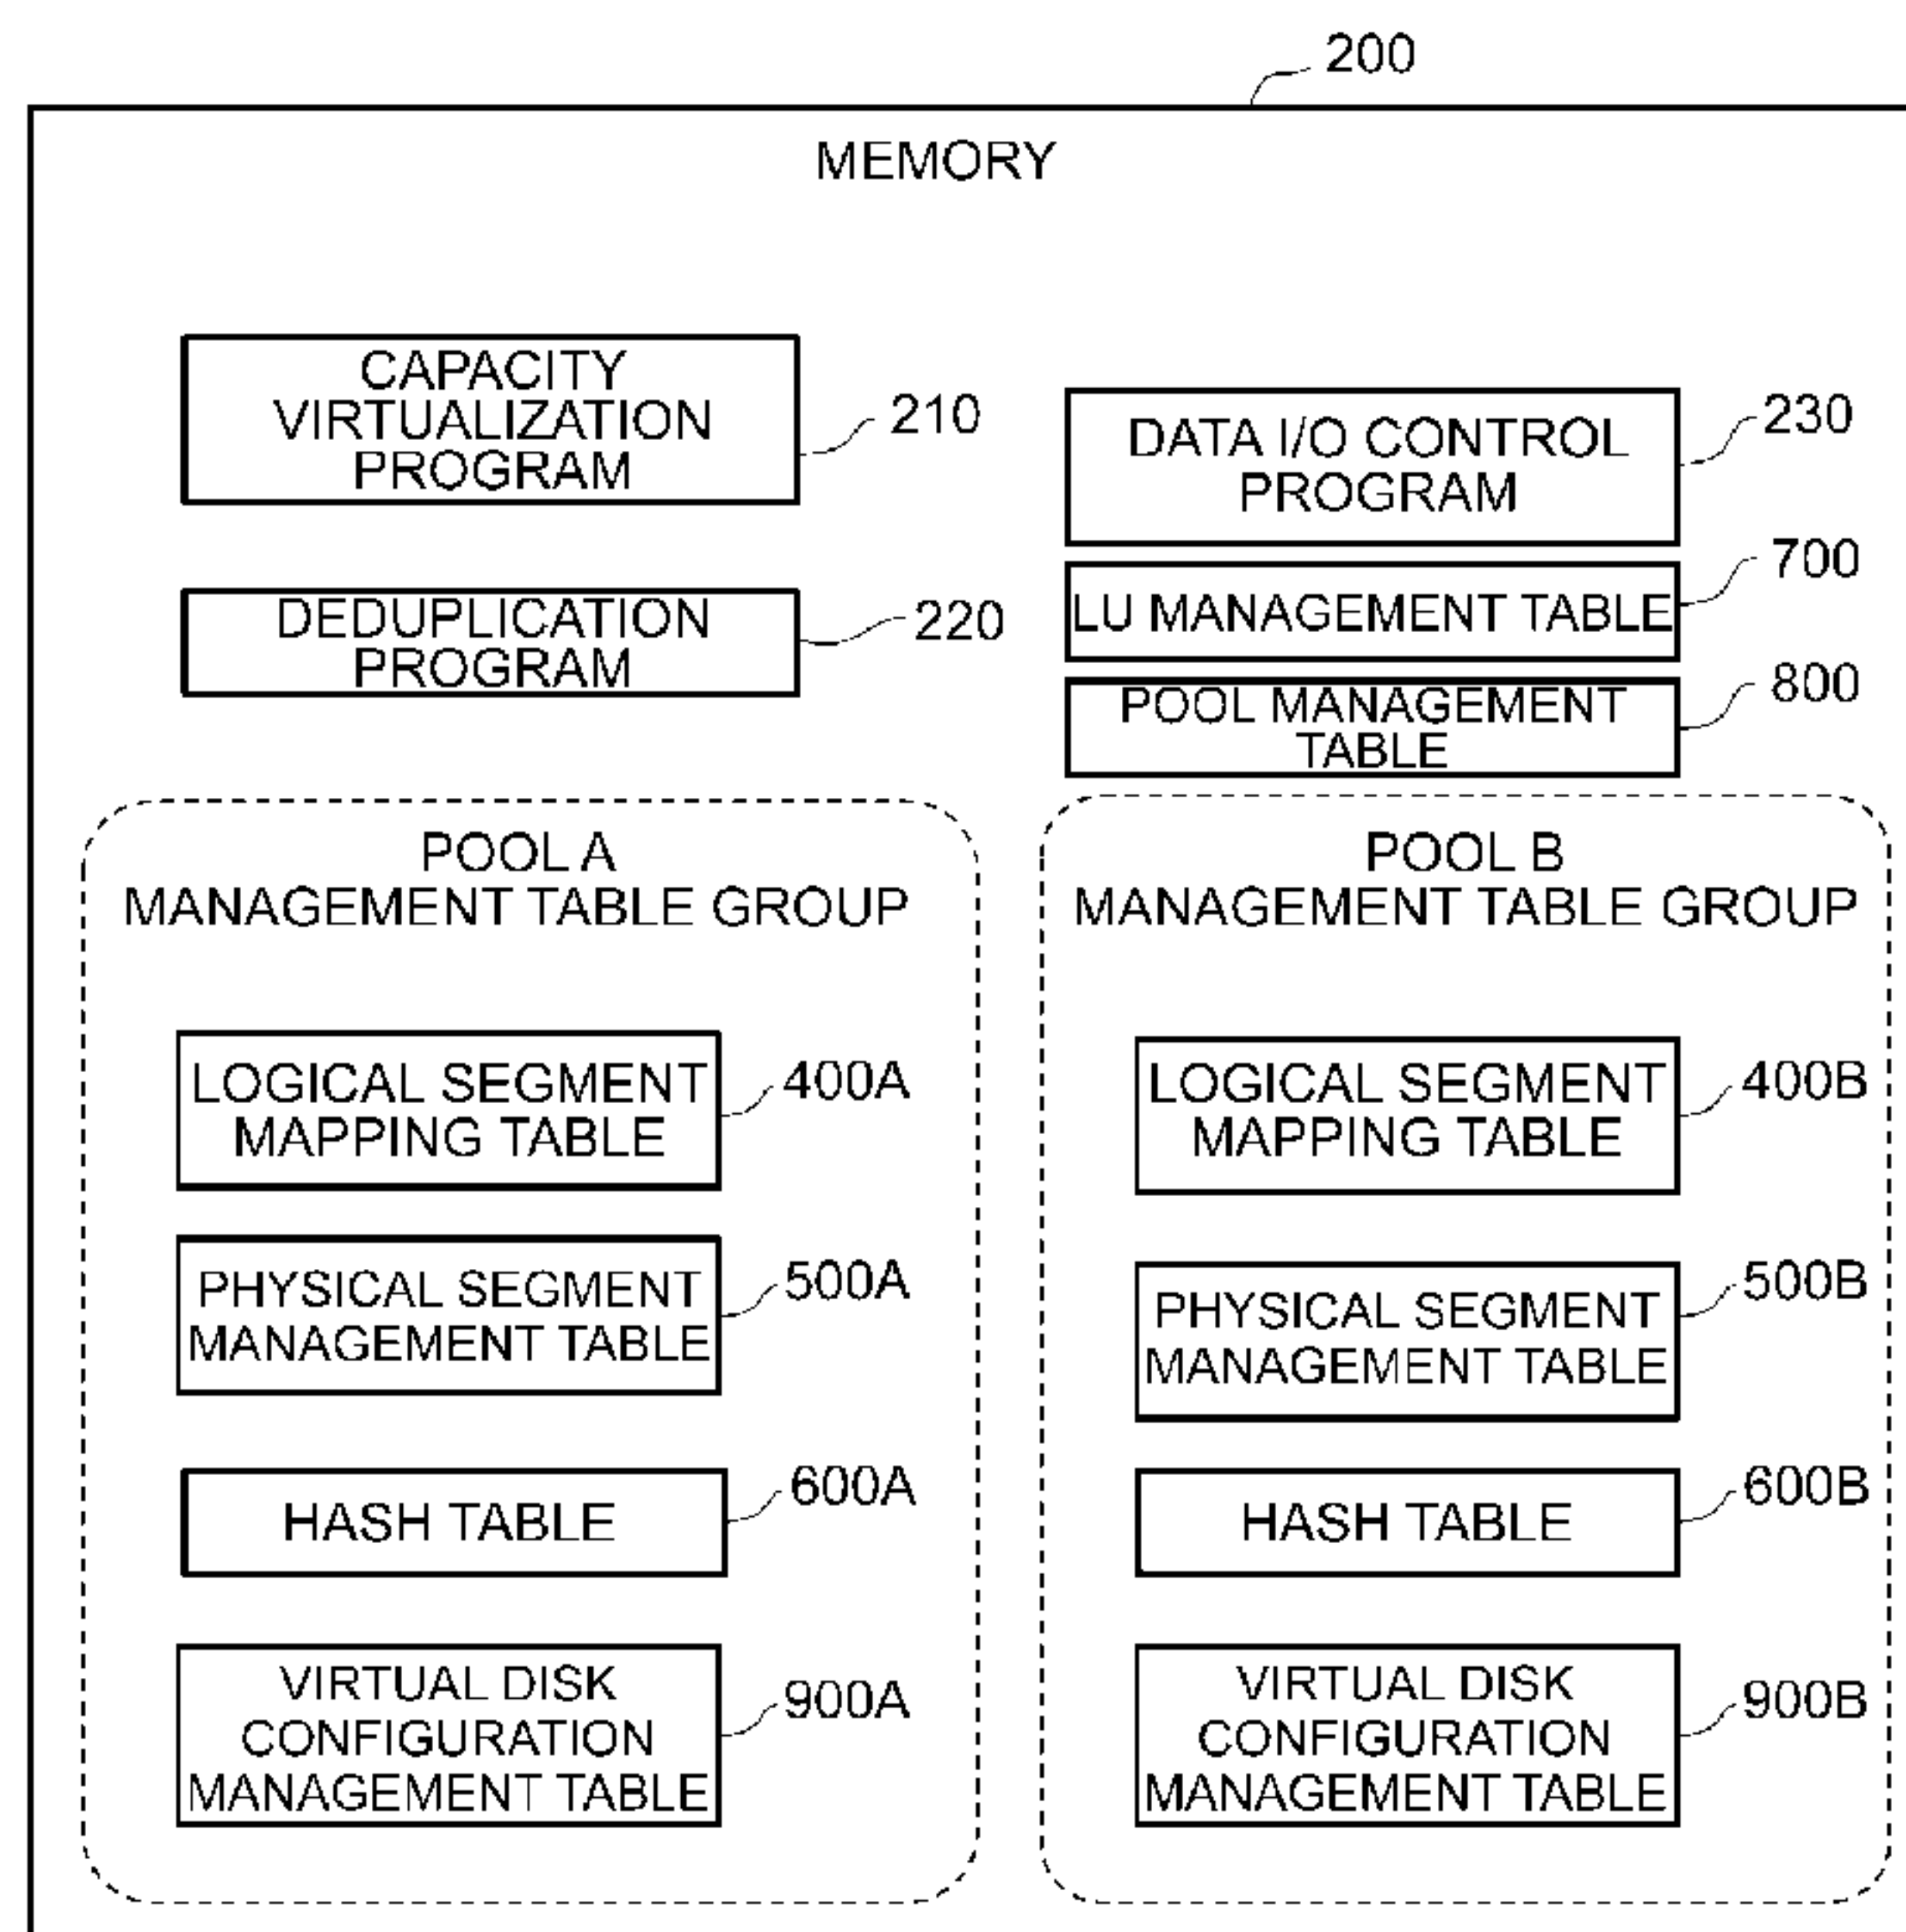 200
MEMORY
CAPACITY
VIRTUALIZATION
PROGRAM
210
DEDUPLICATION
PROGRAM
220
DATA I/O CONTROL
PROGRAM
230
LU MANAGEMENT TABLE
700
POOL MANAGEMENT
TABLE
800
POOL A
MANAGEMENT TABLE GROUP
LOGICAL SEGMENT
MAPPING TABLE
400A
PHYSICAL SEGMENT
MANAGEMENT TABLE
500A
HASH TABLE
600A
VIRTUAL DISK
CONFIGURATION
MANAGEMENT TABLE
900A
POOL B
MANAGEMENT TABLE GROUP
LOGICAL SEGMENT
MAPPING TABLE
400B
PHYSICAL SEGMENT
MANAGEMENT TABLE
500B
HASH TABLE
600B
VIRTUAL DISK
CONFIGURATION
MANAGEMENT TABLE
900B